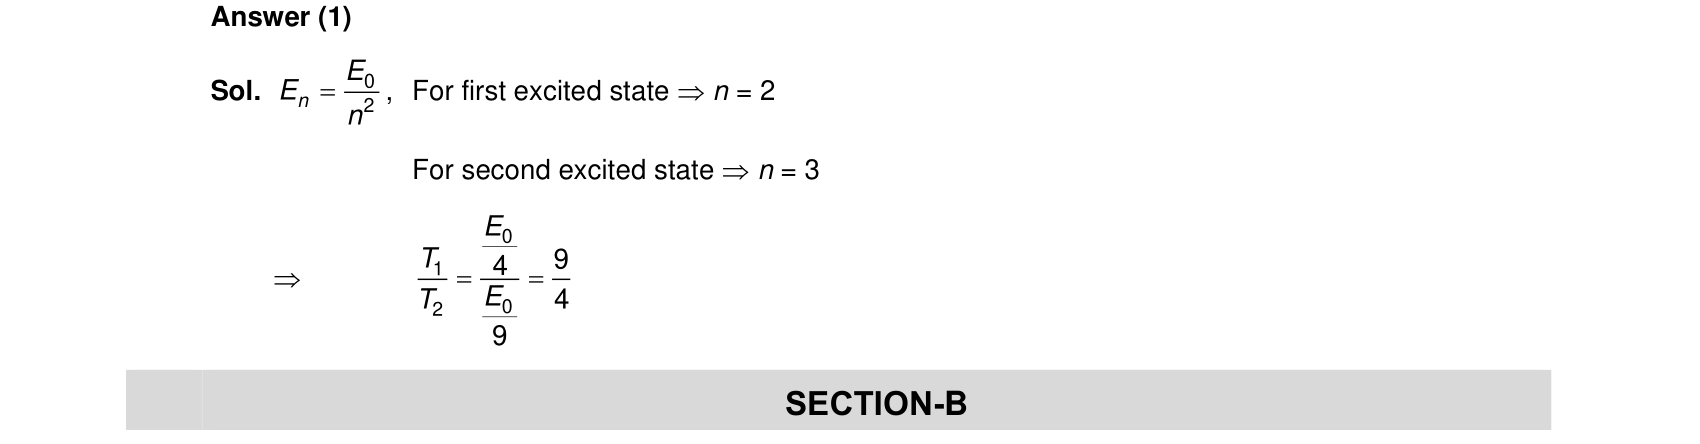 Answer (1)
Sol. Eₙ = E₀/n², For first excited state ⇒ n = 2
For second excited state ⇒ n = 3
⇒ T₁/T₂ = (E₀/4)/(E₀/9) = 9/4
SECTION-B